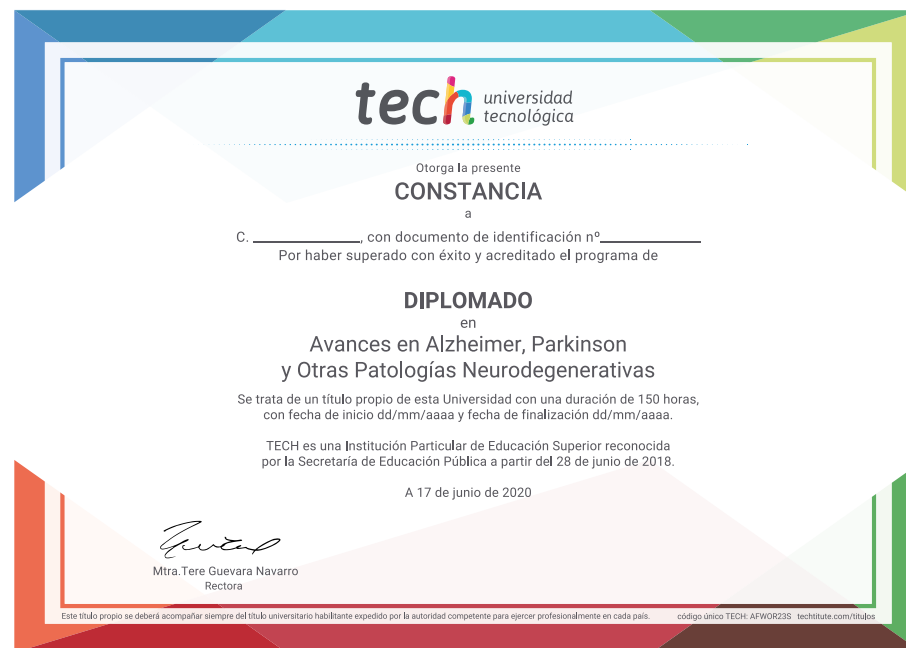 tech universidad
tecnológica
Otorga la presente
CONSTANCIA
a
C. ____________, con documento de identificación nº____________
Por haber superado con éxito y acreditado el programa de
DIPLOMADO
en
Avances en Alzheimer, Parkinson
y Otras Patologías Neurodegenerativas
Se trata de un título propio de esta Universidad con una duración de 150 horas,
con fecha de inicio dd/mm/aaaa y fecha de finalización dd/mm/aaaa.
TECH es una Institución Particular de Educación Superior reconocida
por la Secretaría de Educación Pública a partir del 28 de junio de 2018.
A 17 de junio de 2020
Mtra.Tere Guevara Navarro
Rectora
Este título propio se deberá acompañar siempre del título universitario habilitante expedido por la autoridad competente para ejercer profesionalmente en cada país. código único TECH: AFWOR23S techtitute.com/titulos